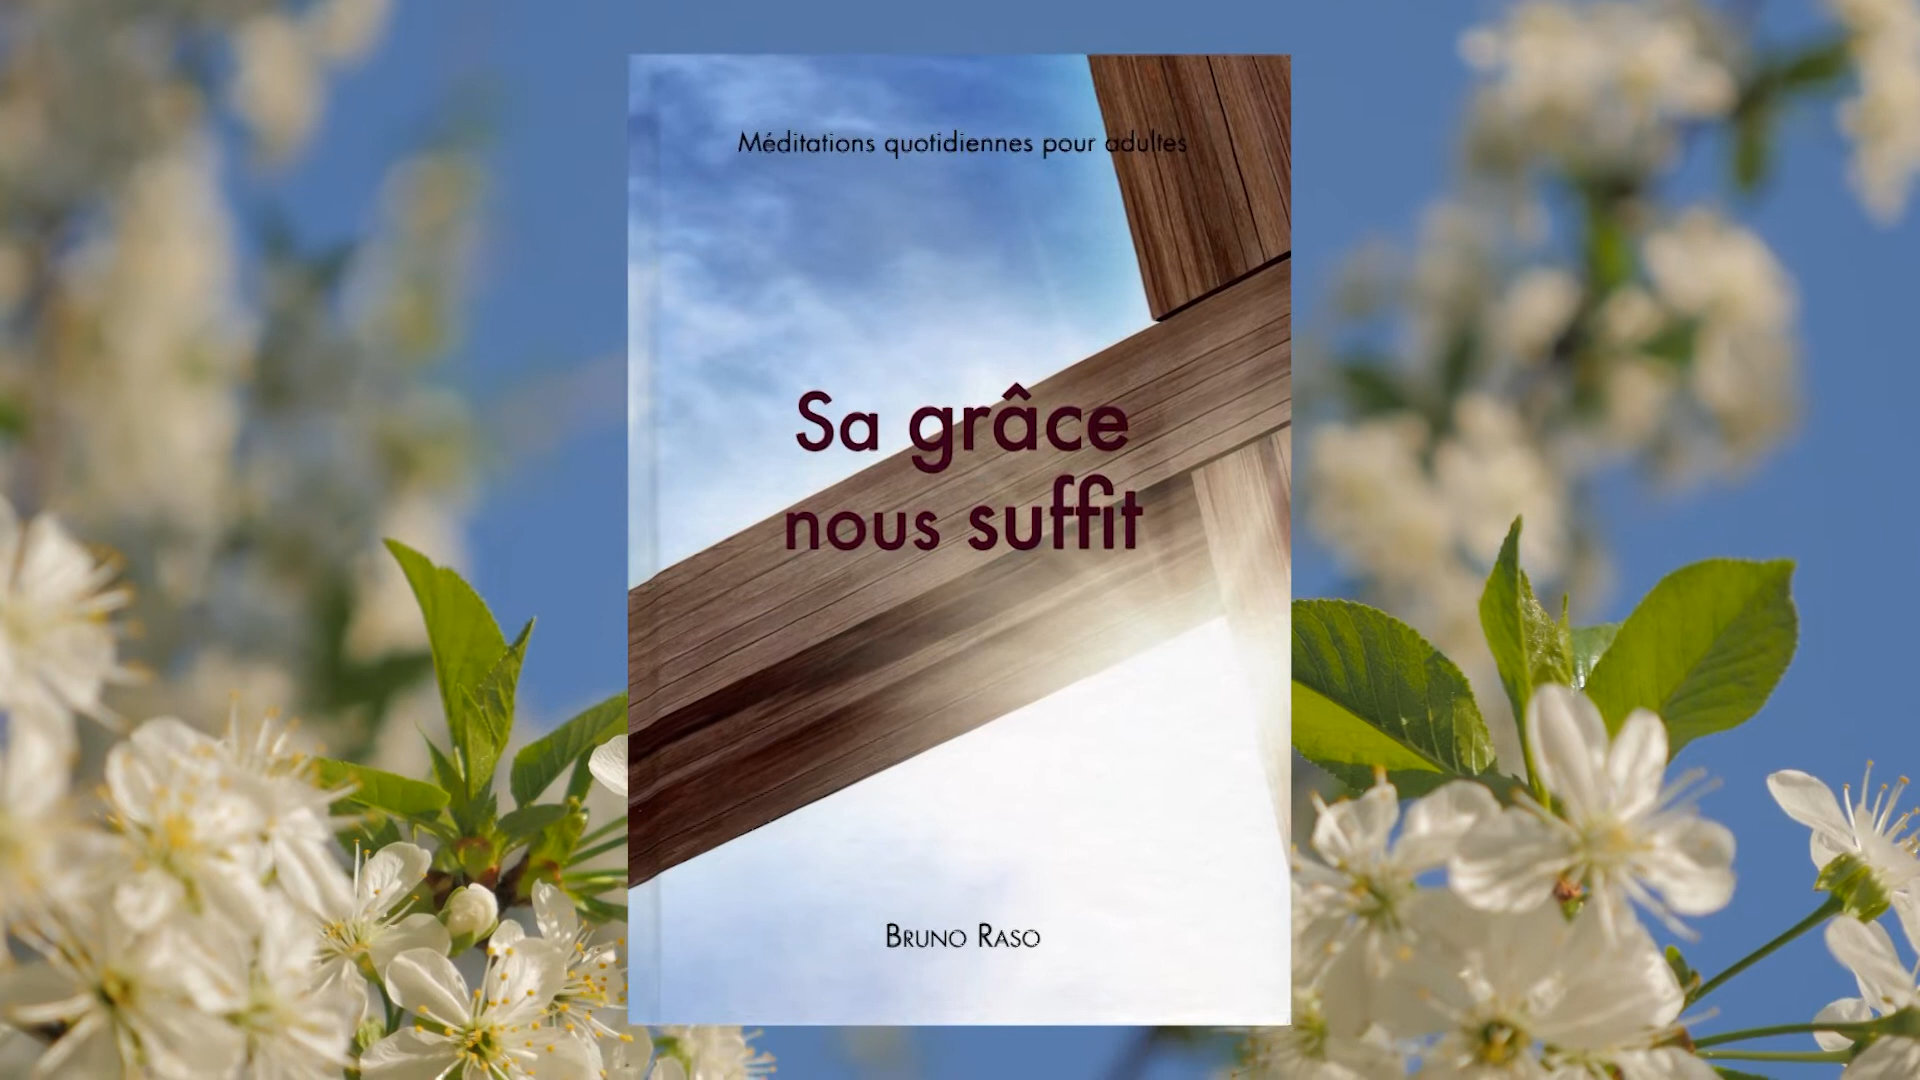 Méditations quotidiennes pour adultes
Sa grâce
nous suffit
Bruno Raso